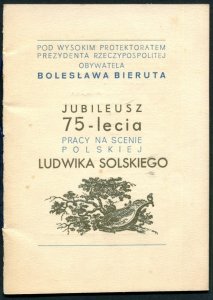 POD WYSOKIM PROTEKTORATEM
PREZYDENTA RZECZYPOSPOLITEJ
OBYWATELA
BOLESŁAWA BIERUTA
JUBILEUSZ
75-lecia
PRACY NA SCENIE
POLSKIEJ
LUDWIKA SOLSKIEGO